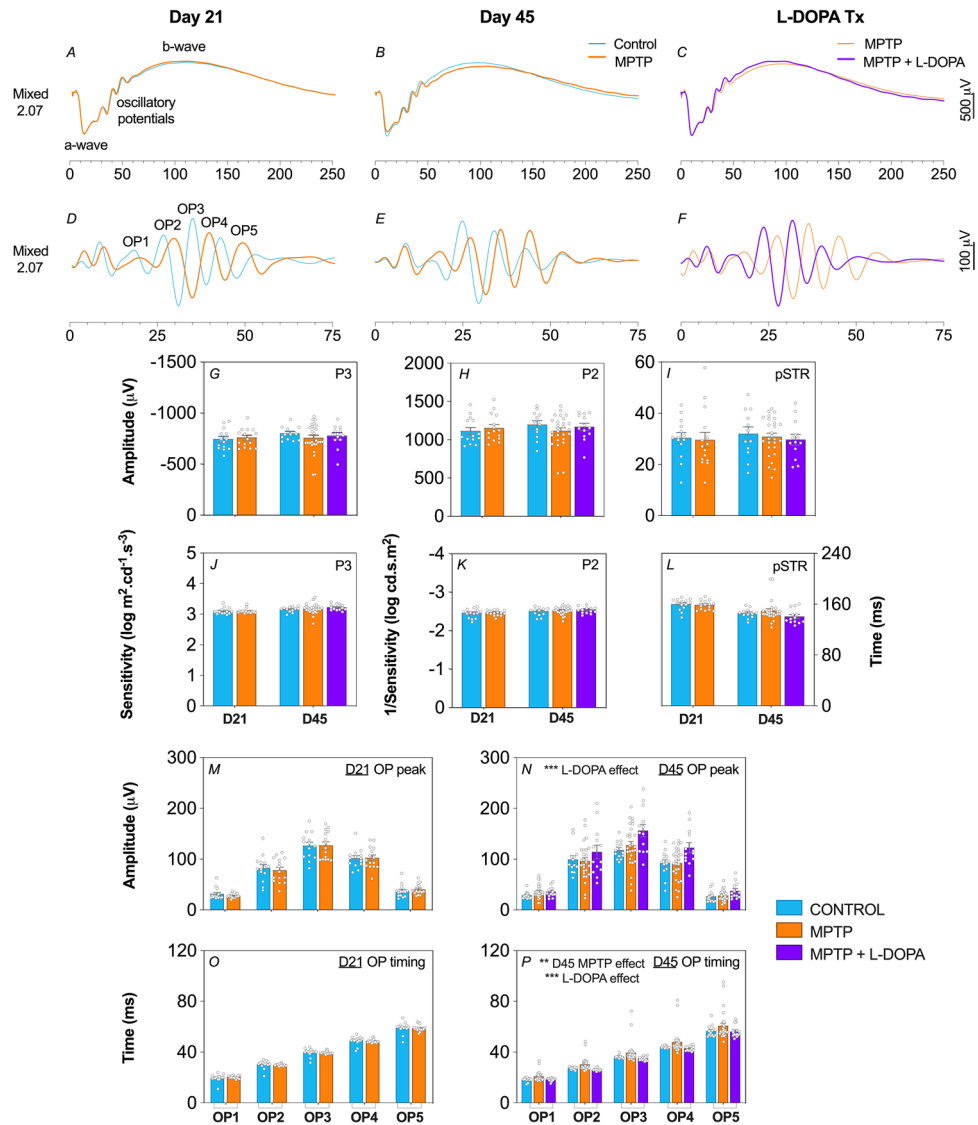 Day 21
Day 45
L-DOPA Tx
A
b-wave
oscillatory
potentials
a-wave
Mixed
2.07
0 50 100 150 200 250
B
Control
MPTP
0 50 100 150 200 250
C
MPTP
MPTP + L-DOPA
500 µV
0 50 100 150 200 250
D
OP1
OP2
OP3
OP4
OP5
Mixed
2.07
0 25 50 75
E
0 25 50 75
F
100 µV
0 25 50 75
Amplitude (µV)
-1500
-1000
-500
0
G
P3
2000
1500
1000
500
0
H
P2
60
40
20
0
I
pSTR
Sensitivity (log m².cd⁻¹.s⁻³)
5
4
3
2
1
0
J
P3
D21 D45
1/Sensitivity (log cd.s.m²)
-4
-3
-2
-1
0
K
P2
D21 D45
L
pSTR
240
160
80
0
Time (ms)
D21 D45
Amplitude (µV)
300
200
100
0
M
D21 OP peak
300
200
100
0
N
*** L-DOPA effect
D45 OP peak
CONTROL
MPTP
MPTP + L-DOPA
Time (ms)
120
80
40
0
O
D21 OP timing
OP1 OP2 OP3 OP4 OP5
120
80
40
0
P
** D45 MPTP effect
*** L-DOPA effect
D45 OP timing
OP1 OP2 OP3 OP4 OP5